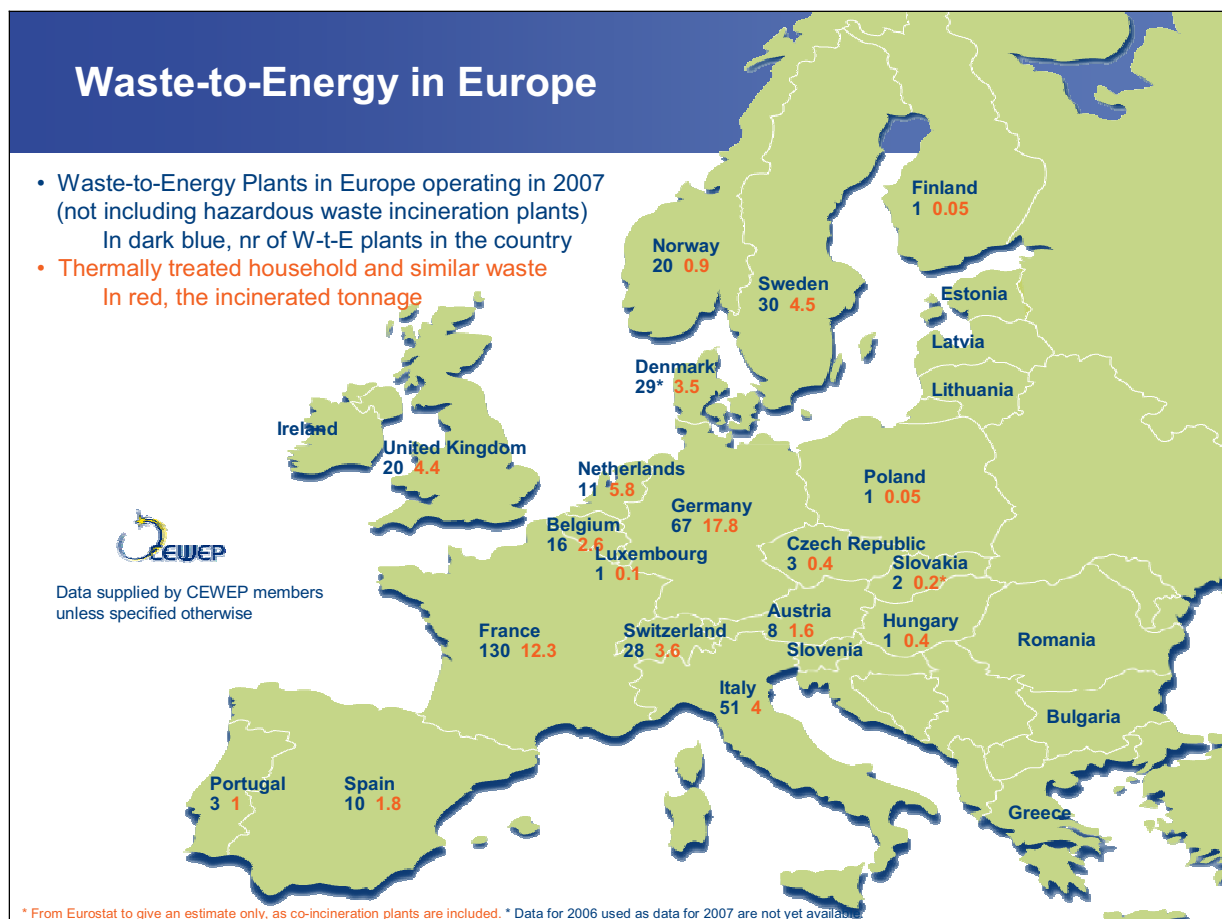 Waste-to-Energy in Europe
• Waste-to-Energy Plants in Europe operating in 2007
(not including hazardous waste incineration plants)
In dark blue, nr of W-t-E plants in the country
• Thermally treated household and similar waste
In red, the incinerated tonnage
Finland
1 0.05
Norway
20 0.9
Sweden
30 4.5
Estonia
Latvia
Denmark
29* 3.5
Lithuania
Ireland
United Kingdom
20 4.4
Netherlands
11 5.8
Poland
1 0.05
Germany
67 17.8
Belgium
16 2.6
Luxembourg
1 0.1
Czech Republic
3 0.4
Slovakia
2 0.2*
CEWEP
Data supplied by CEWEP members
unless specified otherwise
France
130 12.3
Switzerland
28 3.6
Austria
8 1.6
Slovenia
Hungary
1 0.4
Romania
Italy
51 4
Bulgaria
Portugal
3 1
Spain
10 1.8
Greece
* From Eurostat to give an estimate only, as co-incineration plants are included. * Data for 2006 used as data for 2007 are not yet available.